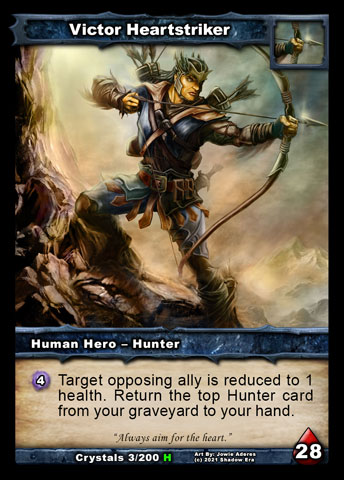 Victor Heartstriker
Human Hero – Hunter
4 Target opposing ally is reduced to 1
health. Return the top Hunter card
from your graveyard to your hand.
"Always aim for the heart."
Crystals 3/200 H
Art By: Jowie Adores
(c) 2021 Shadow Era
28